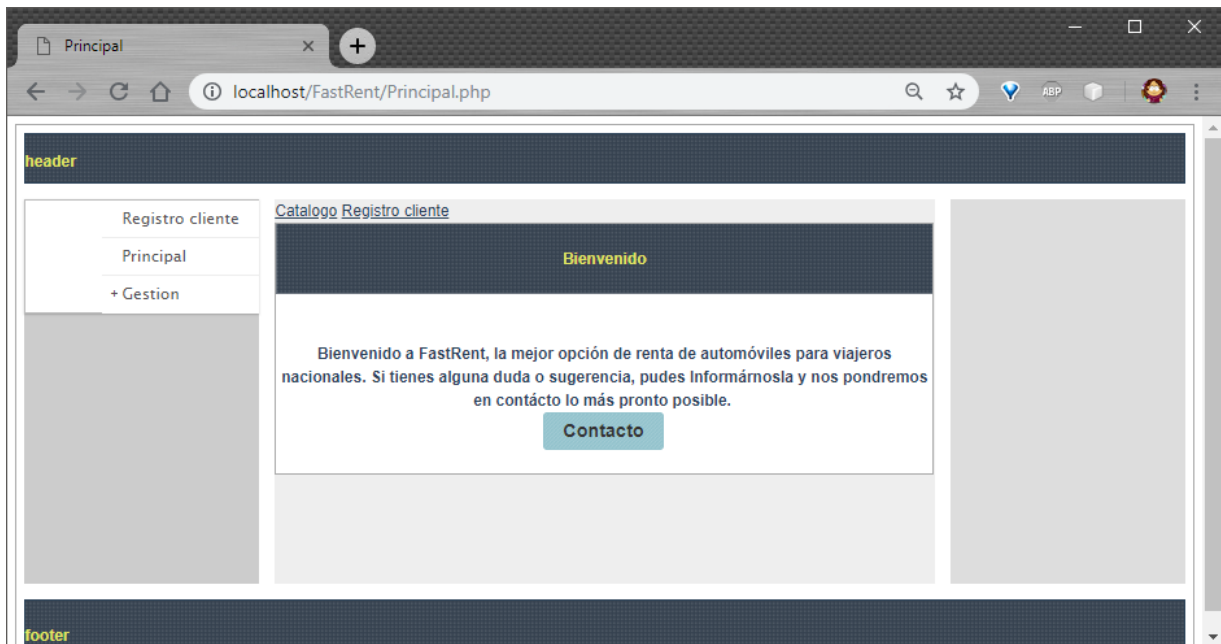 Principal
localhost/FastRent/Principal.php
ABP
header
Registro cliente
Principal
+ Gestion
Catalogo Registro cliente
Bienvenido
Bienvenido a FastRent, la mejor opción de renta de automóviles para viajeros
nacionales. Si tienes alguna duda o sugerencia, pudes Informárnosla y nos pondremos
en contácto lo más pronto posible.
Contacto
footer